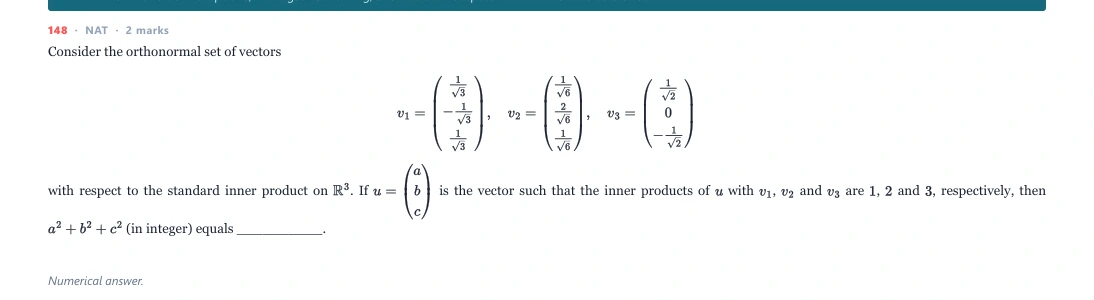 148 · NAT · 2 marks
Consider the orthonormal set of vectors
v₁ = (1/√3, −1/√3, 1/√3), v₂ = (1/√6, 2/√6, 1/√6), v₃ = (1/√2, 0, −1/√2)
with respect to the standard inner product on ℝ³. If u = (a, b, c) is the vector such that the inner products of u with v₁, v₂ and v₃ are 1, 2 and 3, respectively, then
a² + b² + c² (in integer) equals ____________.
Numerical answer.